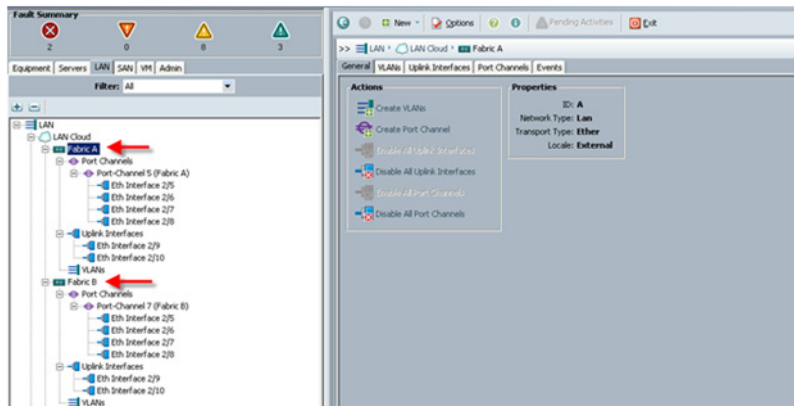 Fault Summary
2 0 8 3
Equipment Servers LAN SAN VM Admin
Filter: All
LAN
LAN Cloud
Fabric A
Port Channels
Port-Channel 5 (Fabric A)
Eth Interface 2/5
Eth Interface 2/6
Eth Interface 2/7
Eth Interface 2/8
Uplink Interfaces
Eth Interface 2/9
Eth Interface 2/10
VLANs
Fabric B
Port Channels
Port-Channel 7 (Fabric B)
Eth Interface 2/5
Eth Interface 2/6
Eth Interface 2/7
Eth Interface 2/8
Uplink Interfaces
Eth Interface 2/9
Eth Interface 2/10
VLANs
New Options Pending Activities Exit
>> LAN LAN Cloud Fabric A
General VLANs Uplink Interfaces Port Channels Events
Actions
Create VLANs
Create Port Channel
Enable All Uplink Interfaces
Disable All Uplink Interfaces
Enable All Port Channels
Disable All Port Channels
Properties
ID: A
Network Type: Lan
Transport Type: Ether
Locale: External